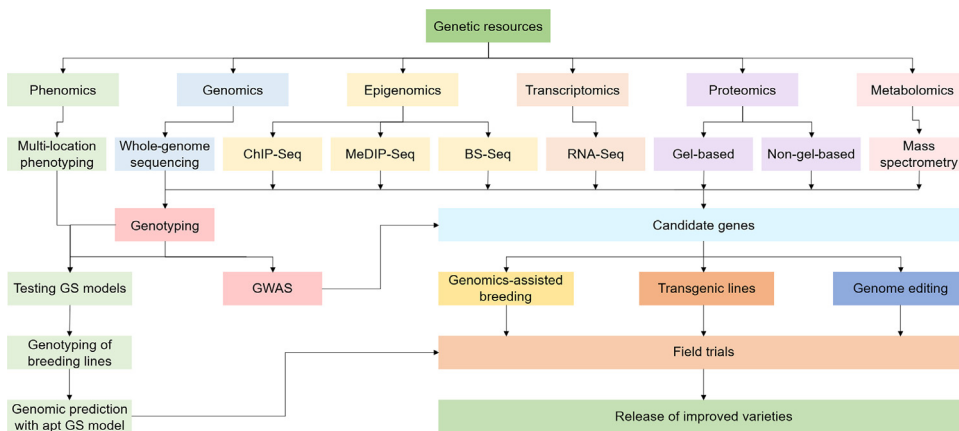 Genetic resources
Phenomics
Genomics
Epigenomics
Transcriptomics
Proteomics
Metabolomics
Multi-location
phenotyping
Whole-genome
sequencing
ChIP-Seq
MeDIP-Seq
BS-Seq
RNA-Seq
Gel-based
Non-gel-based
Mass
spectrometry
Genotyping
Candidate genes
Testing GS models
GWAS
Genomics-assisted
breeding
Transgenic lines
Genome editing
Genotyping of
breeding lines
Field trials
Genomic prediction
with apt GS model
Release of improved varieties